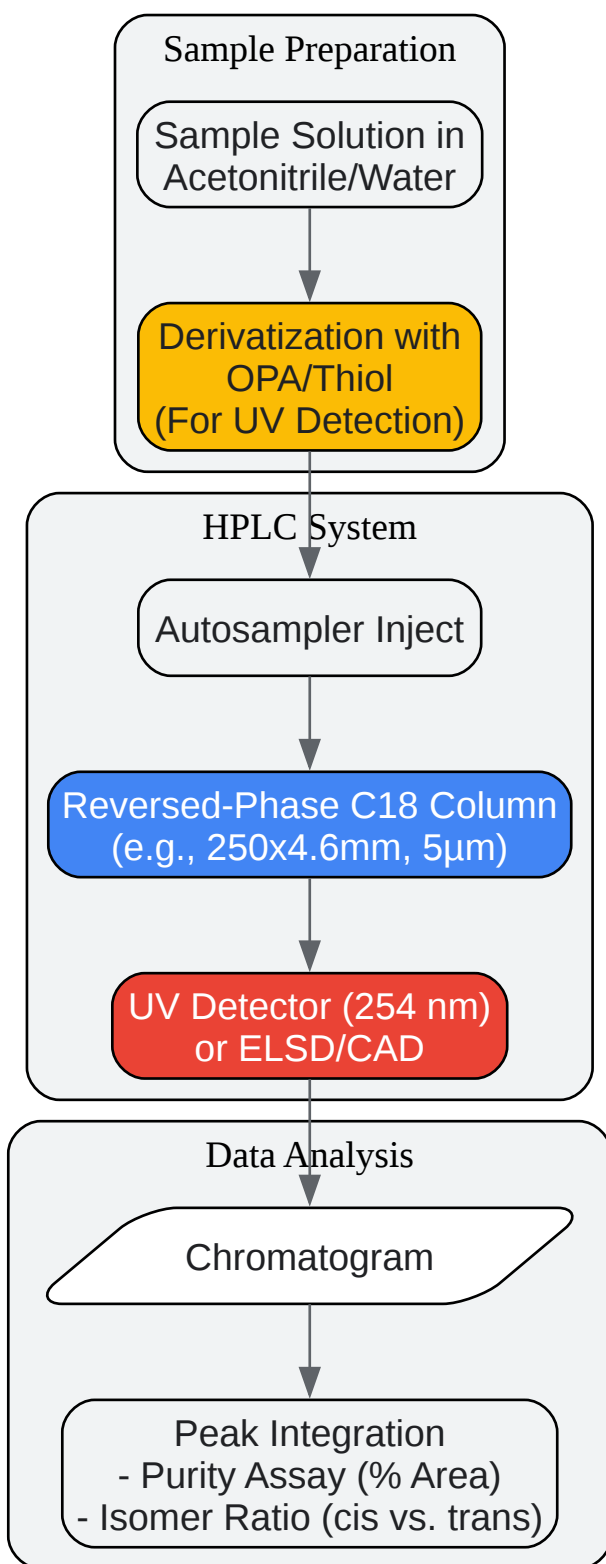 Sample Preparation
Sample Solution in
Acetonitrile/Water
Derivatization with
OPA/Thiol
(For UV Detection)
HPLC System
Autosampler Inject
Reversed-Phase C18 Column
(e.g., 250x4.6mm, 5µm)
UV Detector (254 nm)
or ELSD/CAD
Data Analysis
Chromatogram
Peak Integration
- Purity Assay (% Area)
- Isomer Ratio (cis vs. trans)